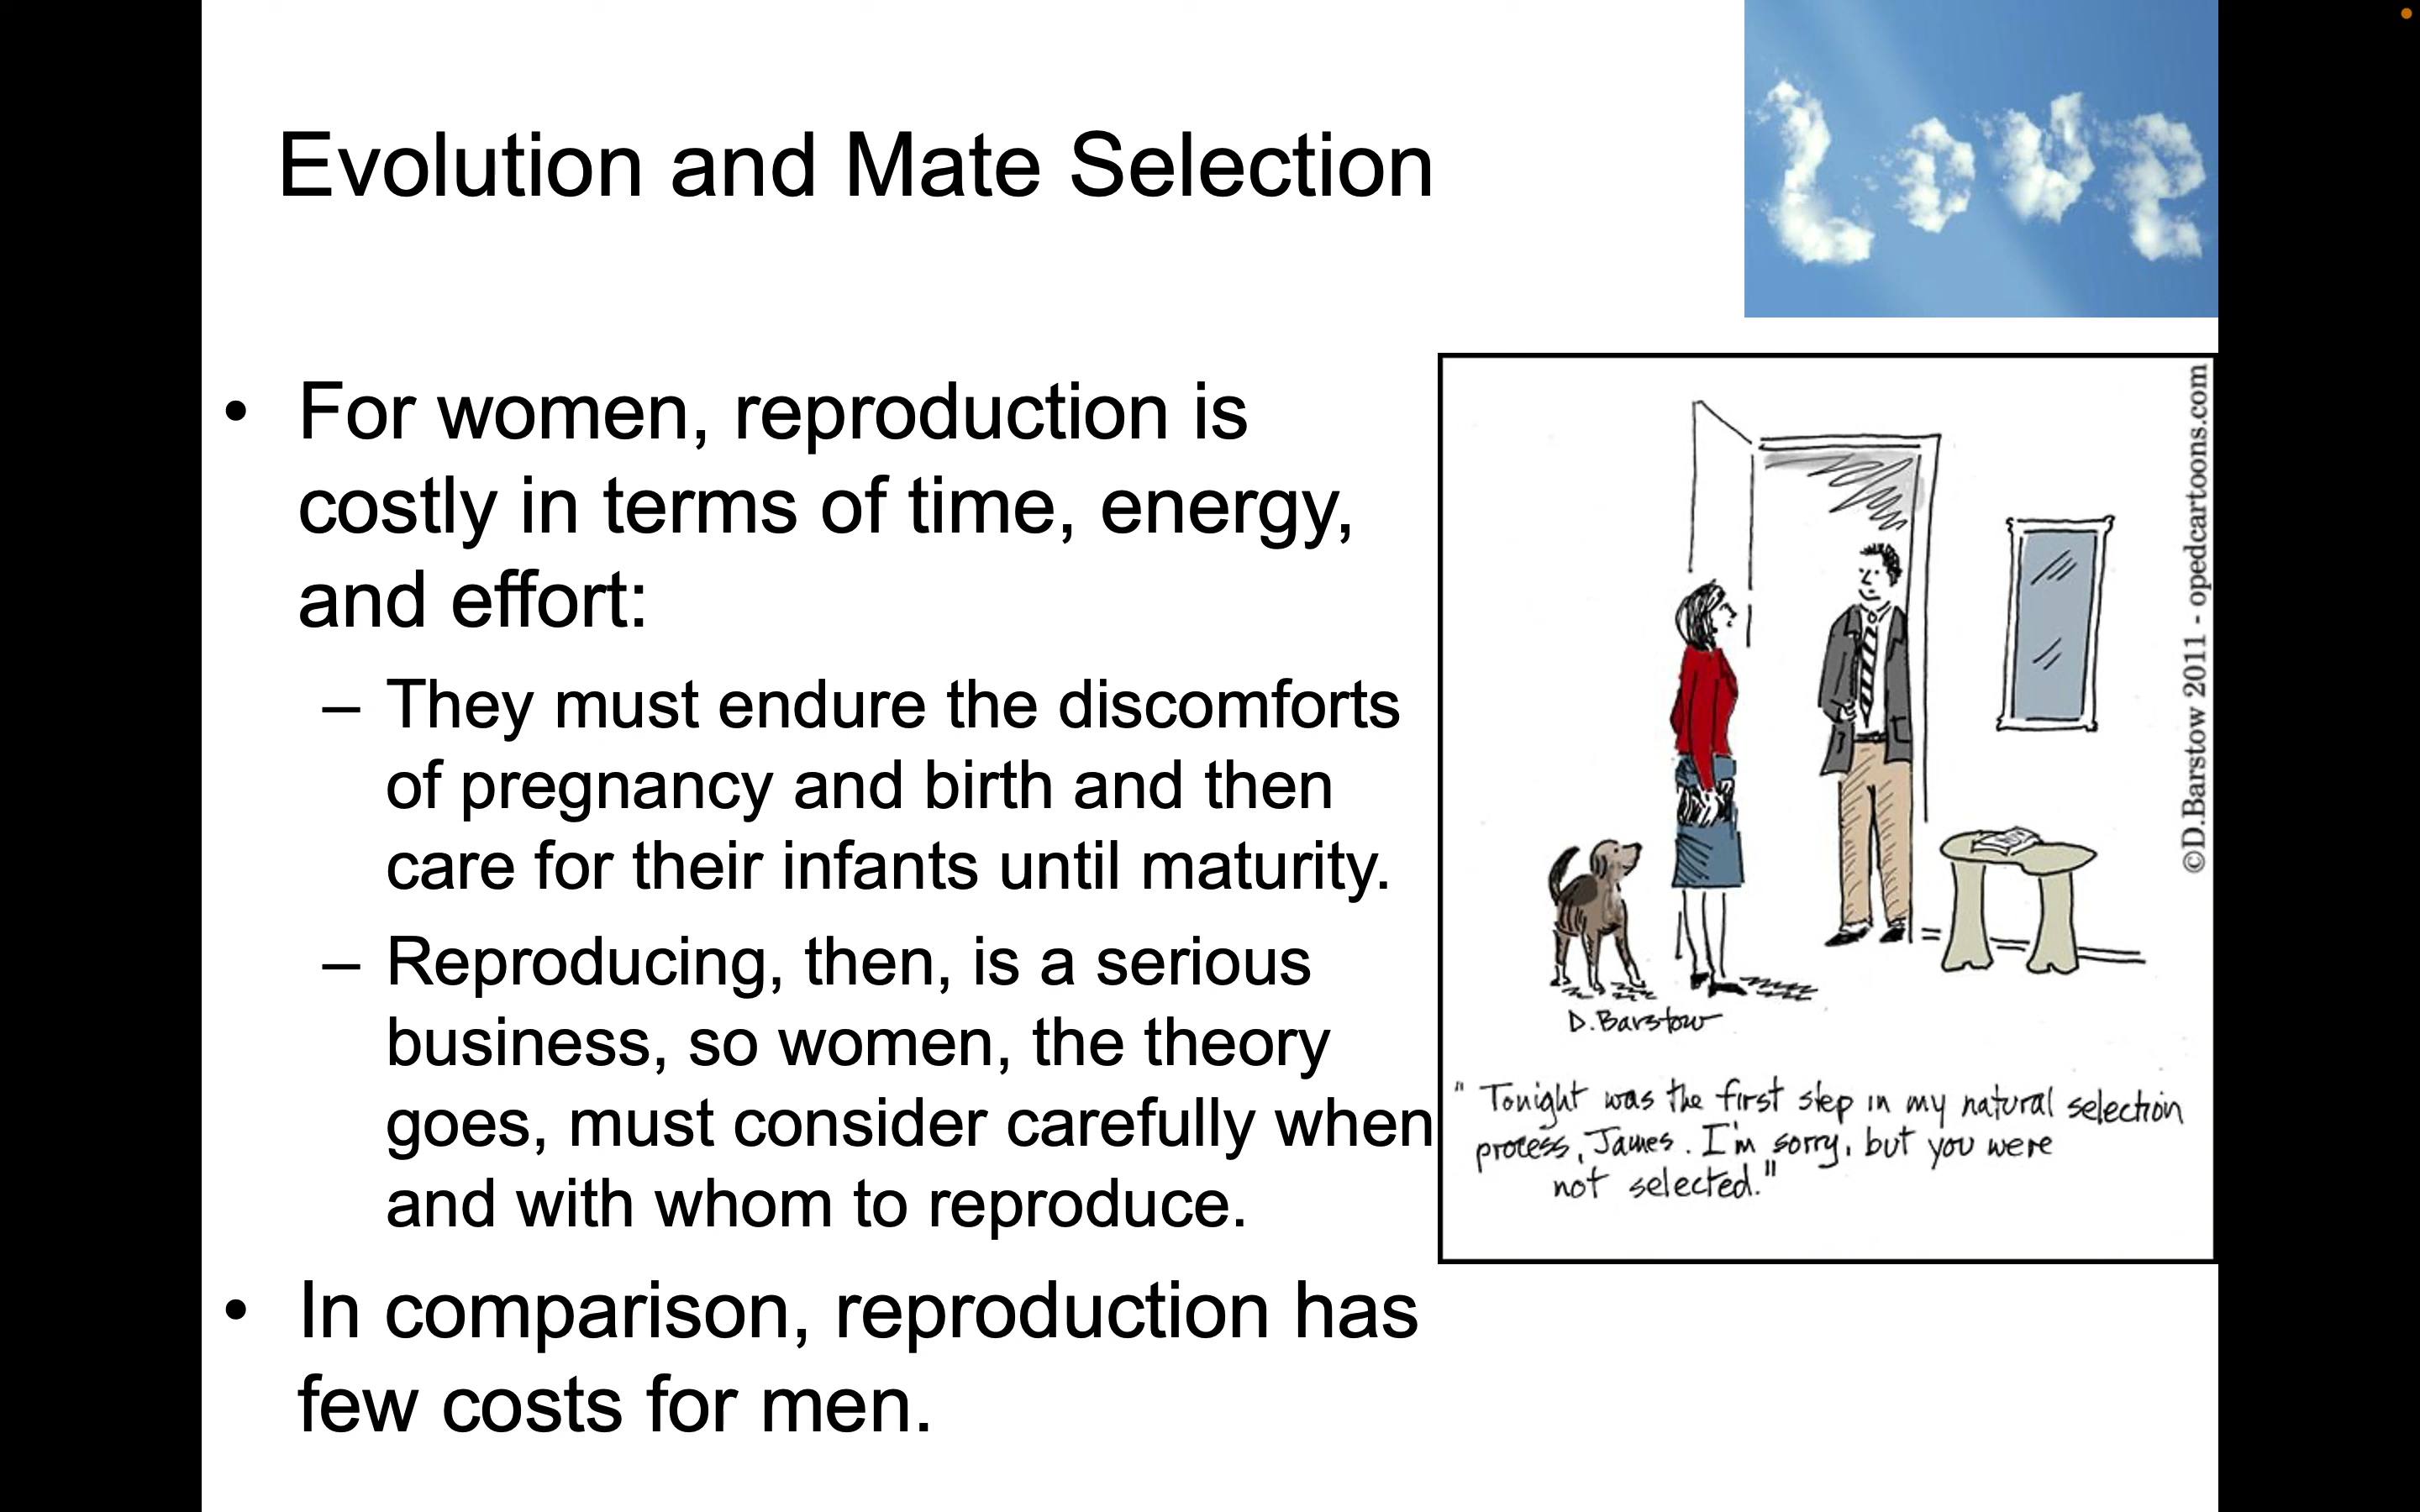 Evolution and Mate Selection
Love
• For women, reproduction is
costly in terms of time, energy,
and effort:
– They must endure the discomforts
of pregnancy and birth and then
care for their infants until maturity.
– Reproducing, then, is a serious
business, so women, the theory
goes, must consider carefully when
and with whom to reproduce.
• In comparison, reproduction has
few costs for men.
©D.Barstow 2011 - opedcartoons.com
D.Barstow
"Tonight was the first step in my natural selection
process, James. I'm sorry, but you were
not selected."